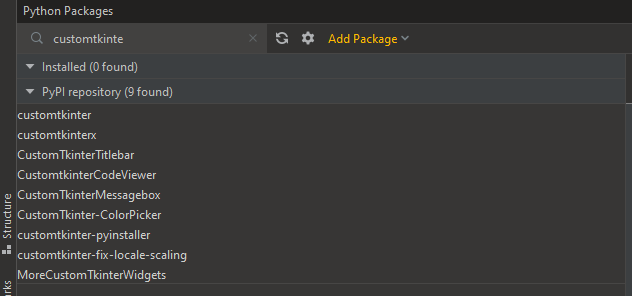 Python Packages
customtkinte
Add Package
Installed (0 found)
PyPI repository (9 found)
customtkinter
customtkinterx
CustomTkinterTitlebar
CustomtkinterCodeViewer
CustomTkinterMessagebox
CustomTkinter-ColorPicker
customtkinter-pyinstaller
customtkinter-fix-locale-scaling
MoreCustomTkinterWidgets
Structure